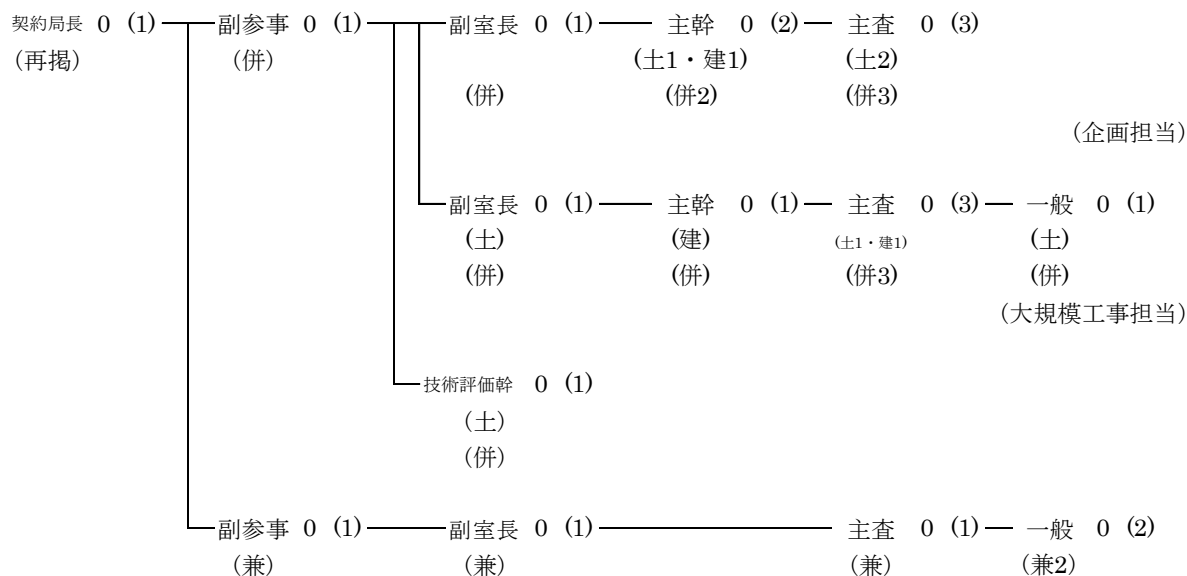 契約局長 0 (1) 副参事 0 (1) 副室長 0 (1) 主幹 0 (2) 主査 0 (3)
(再掲) (併) (土1・建1) (土2)
(併) (併2) (併3)
(企画担当)
副室長 0 (1) 主幹 0 (1) 主査 0 (3) 一般 0 (1)
(土) (建) (土1・建1) (土)
(併) (併) (併3) (併)
(大規模工事担当)
技術評価幹 0 (1)
(土)
(併)
副参事 0 (1) 副室長 0 (1) 主査 0 (1) 一般 0 (2)
(兼) (兼) (兼) (兼2)